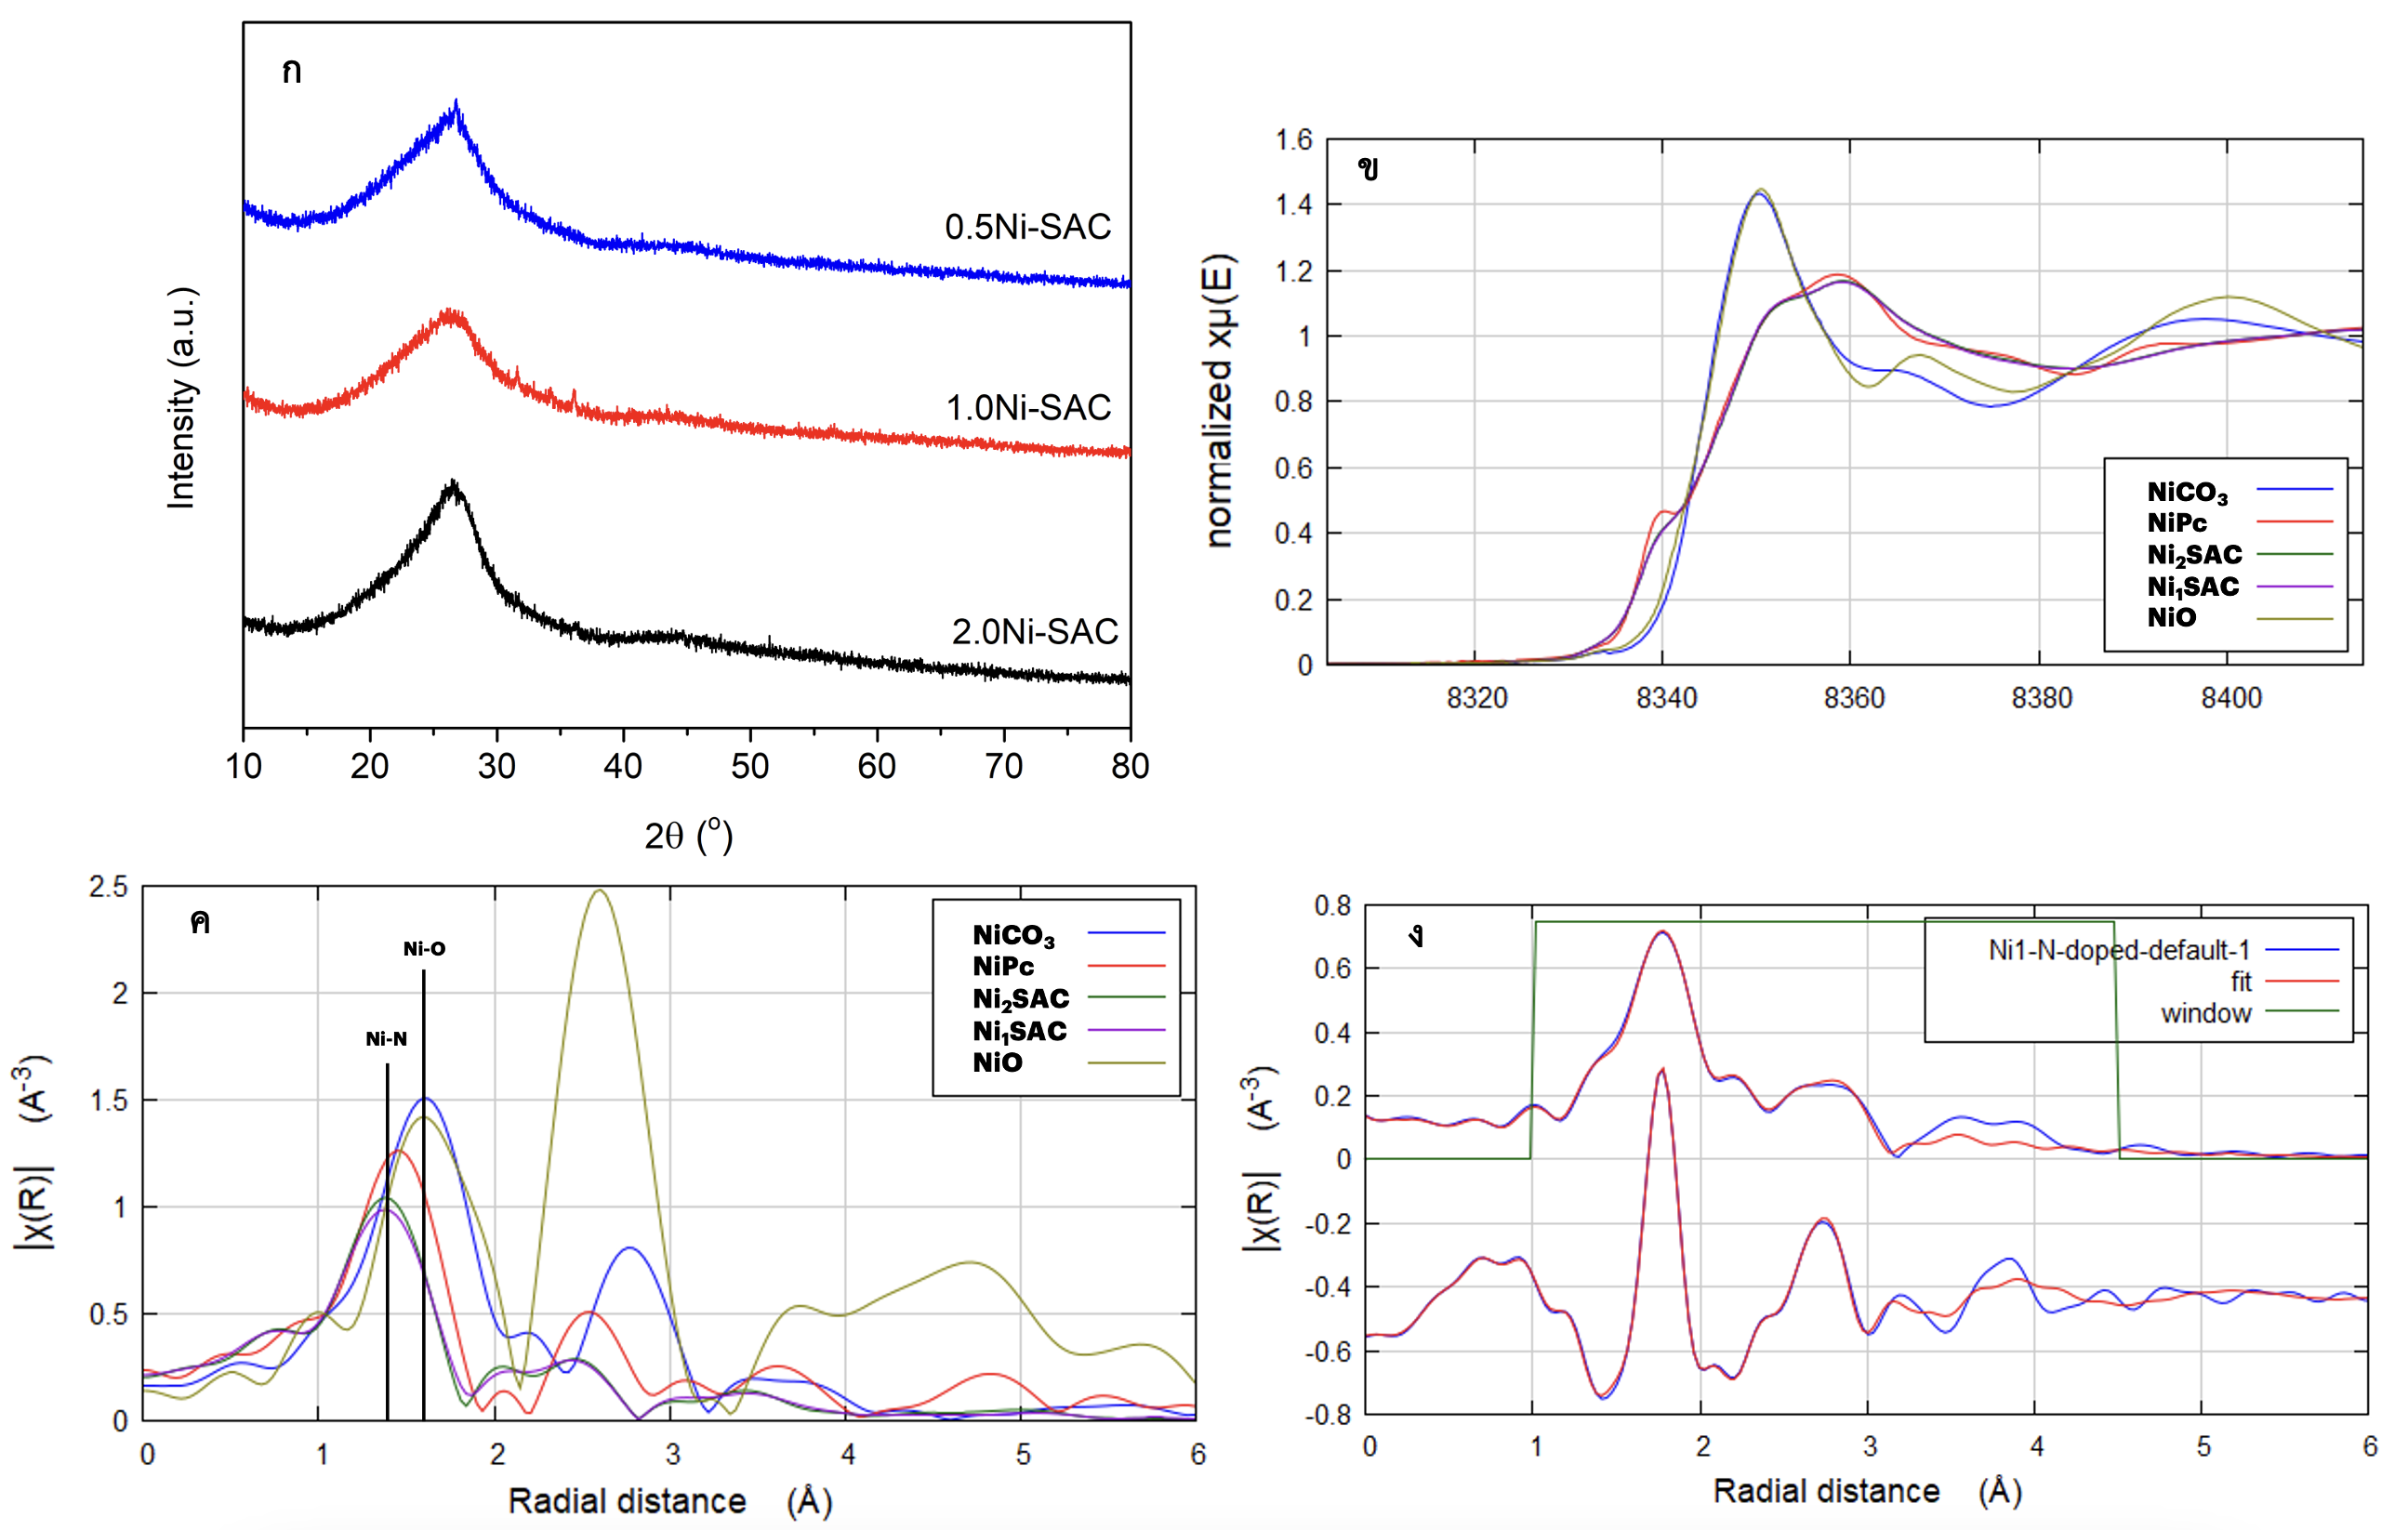 ก
0.5Ni-SAC
1.0Ni-SAC
2.0Ni-SAC
Intensity (a.u.)
10 20 30 40 50 60 70 80
2θ (°)
ข
1.6
1.4
1.2
1
0.8
0.6
0.4
0.2
0
normalized xμ(E)
NiCO₃
NiPc
Ni₂SAC
Ni₁SAC
NiO
8320 8340 8360 8380 8400
ค
2.5
2
1.5
1
0.5
0
|χ(R)| (A⁻³)
Ni-O
Ni-N
NiCO₃
NiPc
Ni₂SAC
Ni₁SAC
NiO
0 1 2 3 4 5 6
Radial distance (Å)
ง
0.8
0.6
0.4
0.2
0
-0.2
-0.4
-0.6
-0.8
|χ(R)| (A⁻³)
Ni1-N-doped-default-1
fit
window
0 1 2 3 4 5 6
Radial distance (Å)